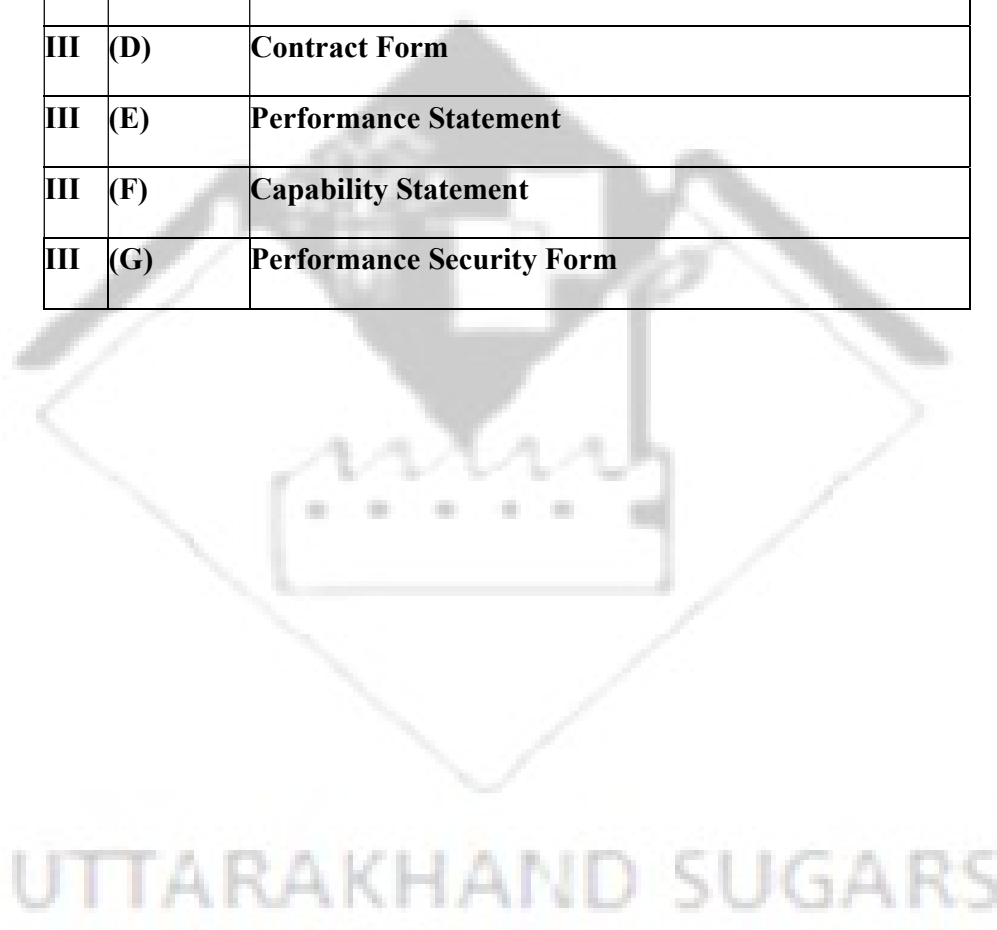 III (D) Contract Form
III (E) Performance Statement
III (F) Capability Statement
III (G) Performance Security Form
UTTARAKHAND SUGARS